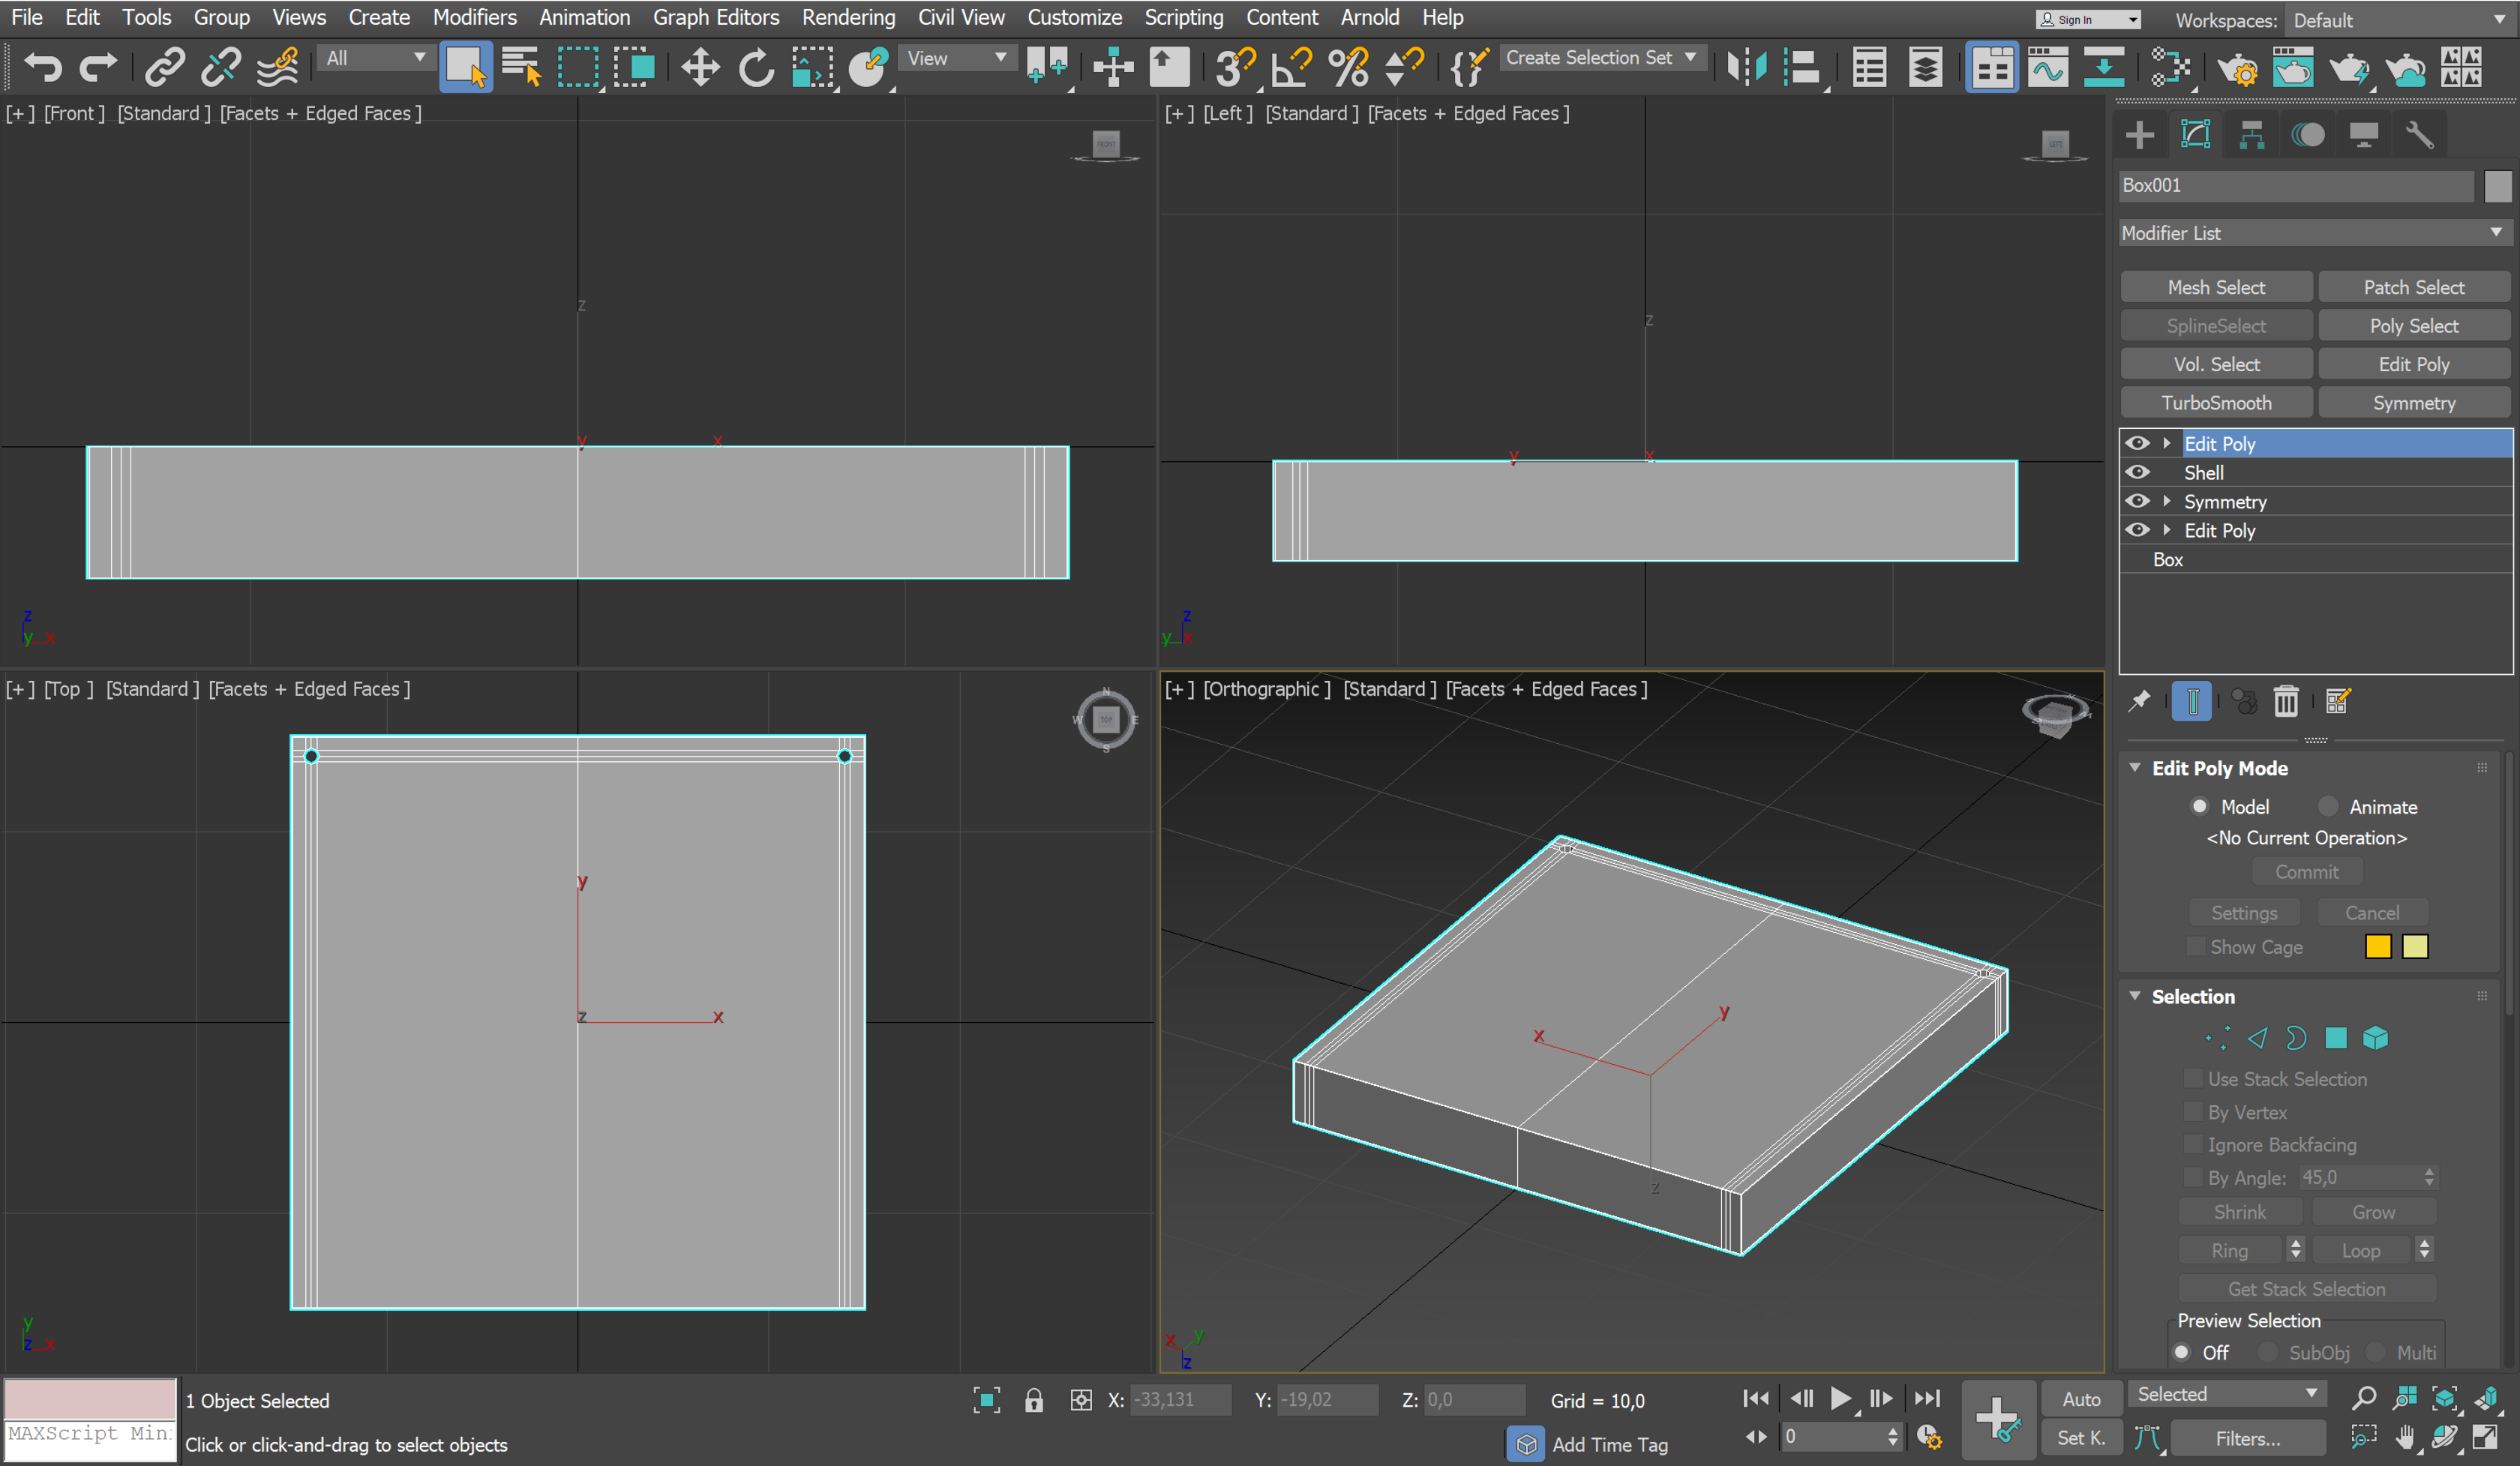 File Edit Tools Group Views Create Modifiers Animation Graph Editors Rendering Civil View Customize Scripting Content Arnold Help Sign In Workspaces: Default
All View Create Selection Set
[+] [Front] [Standard] [Facets + Edged Faces]
[+] [Left] [Standard] [Facets + Edged Faces]
FRONT
LEFT
z
y x
z
y x
z
y x
z
y x
[+] [Top] [Standard] [Facets + Edged Faces]
[+] [Orthographic] [Standard] [Facets + Edged Faces]
N
W TOP E
S
y
z x
y
x
z
y
z x
x y
z
Box001
Modifier List
Mesh Select Patch Select
SplineSelect Poly Select
Vol. Select Edit Poly
TurboSmooth Symmetry
Edit Poly
Shell
Symmetry
Edit Poly
Box
Edit Poly Mode
Model Animate
<No Current Operation>
Commit
Settings Cancel
Show Cage
Selection
Use Stack Selection
By Vertex
Ignore Backfacing
By Angle: 45,0
Shrink Grow
Ring Loop
Get Stack Selection
Preview Selection
Off SubObj Multi
1 Object Selected X: -33,131 Y: -19,02 Z: 0,0 Grid = 10,0 Auto Selected
MAXScript Min
Click or click-and-drag to select objects Add Time Tag 0 Set K. Filters...